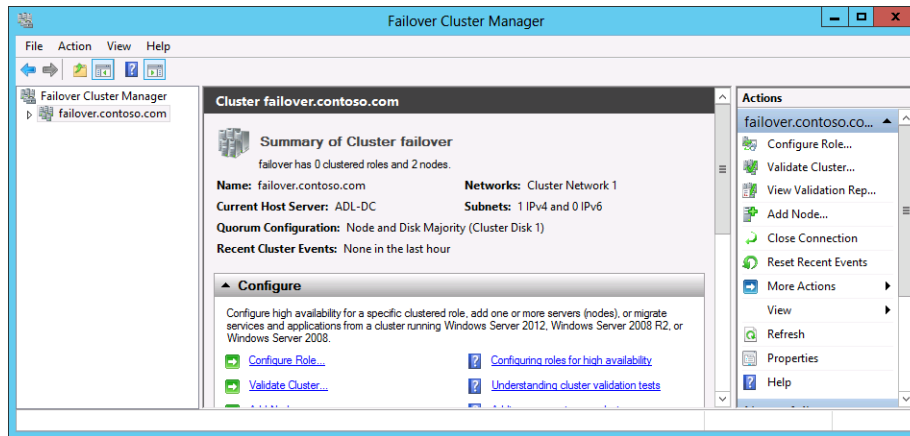 Failover Cluster Manager
File Action View Help
Failover Cluster Manager
failover.contoso.com
Cluster failover.contoso.com
Summary of Cluster failover
failover has 0 clustered roles and 2 nodes.
Name: failover.contoso.com Networks: Cluster Network 1
Current Host Server: ADL-DC Subnets: 1 IPv4 and 0 IPv6
Quorum Configuration: Node and Disk Majority (Cluster Disk 1)
Recent Cluster Events: None in the last hour
Configure
Configure high availability for a specific clustered role, add one or more servers (nodes), or migrate
services and applications from a cluster running Windows Server 2012, Windows Server 2008 R2, or
Windows Server 2008.
Configure Role... Configuring roles for high availability
Validate Cluster... Understanding cluster validation tests
Actions
failover.contoso.co...
Configure Role...
Validate Cluster...
View Validation Rep...
Add Node...
Close Connection
Reset Recent Events
More Actions
View
Refresh
Properties
Help